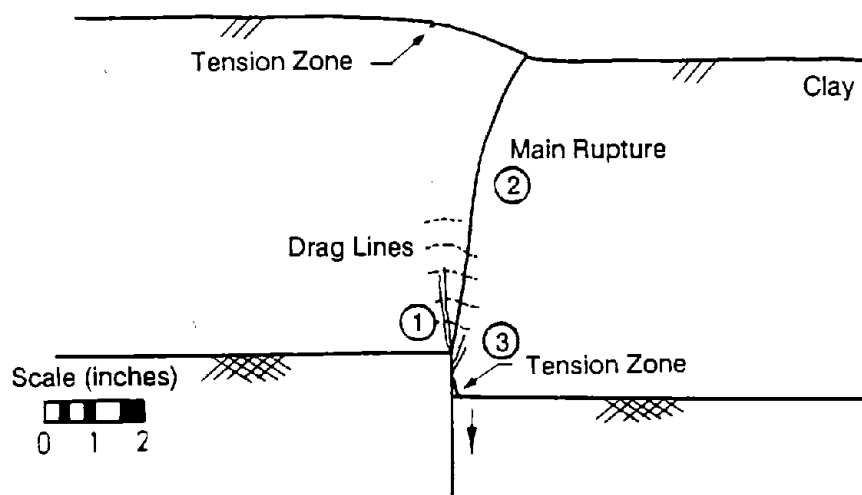 Tension Zone
Clay
Main Rupture
2
Drag Lines
1
3
Tension Zone
Scale (inches)
0 1 2